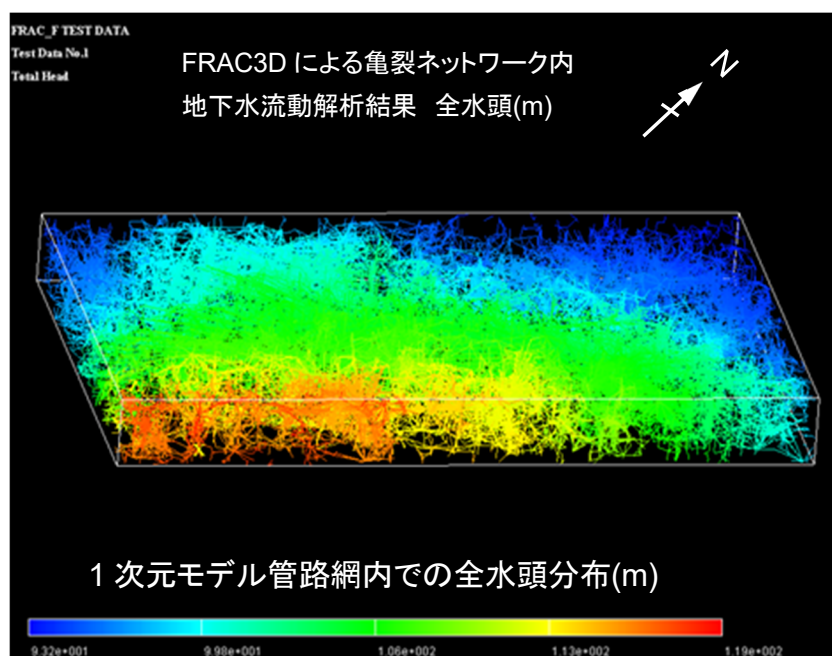 FRAC_F TEST DATA
Test Data No.1
Total Head
FRAC3D による亀裂ネットワーク内
地下水流動解析結果 全水頭(m)
N
1 次元モデル管路網内での全水頭分布(m)
9.32e+001 9.98e+001 1.06e+002 1.13e+002 1.19e+002